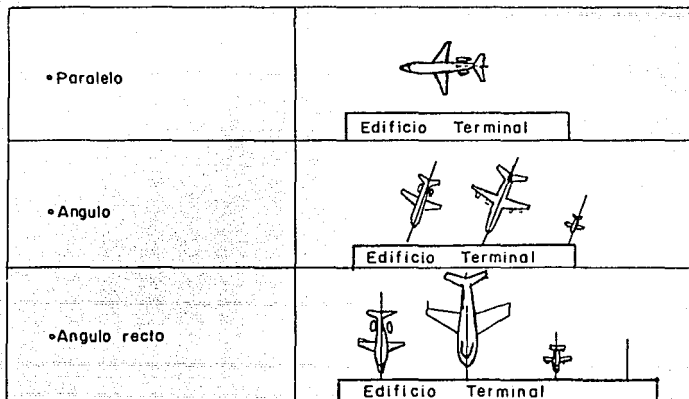 •Paralelo
Edificio Terminal
•Angulo
Edificio Terminal
•Angulo recto
Edificio Terminal